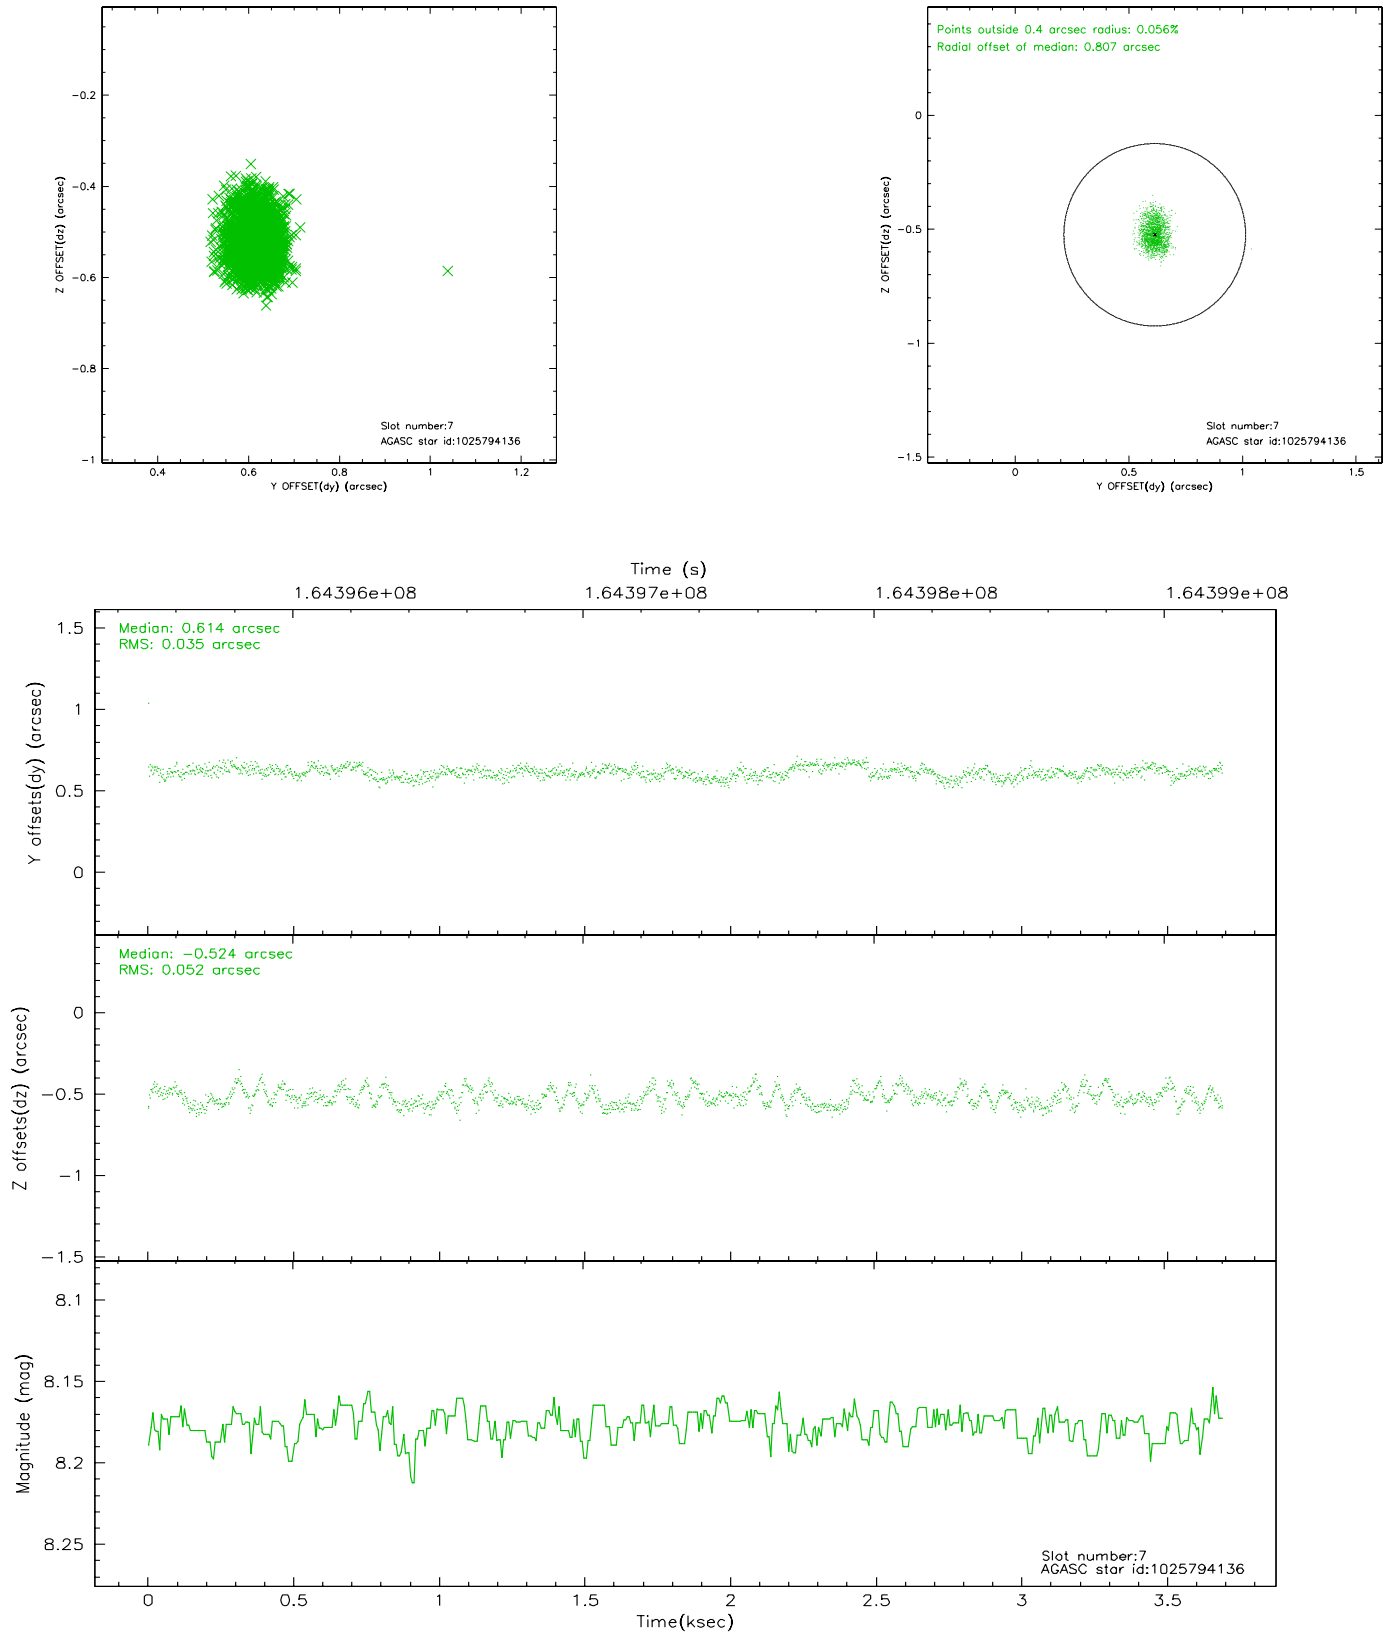 -0.2
-0.4
-0.6
-0.8
-1
Z OFFSET(dz) (arcsec)
0.4 0.6 0.8 1 1.2
Y OFFSET(dy) (arcsec)
Slot number:7
AGASC star id:1025794136
Points outside 0.4 arcsec radius: 0.056%
Radial offset of median: 0.807 arcsec
0
-0.5
-1
-1.5
Z OFFSET(dz) (arcsec)
0 0.5 1 1.5
Y OFFSET(dy) (arcsec)
Slot number:7
AGASC star id:1025794136
Time (s)
1.64396e+08 1.64397e+08 1.64398e+08 1.64399e+08
Median: 0.614 arcsec
RMS: 0.035 arcsec
1.5
1
0.5
0
Y offsets(dy) (arcsec)
Median: -0.524 arcsec
RMS: 0.052 arcsec
0
-0.5
-1
-1.5
Z offsets(dz) (arcsec)
8.1
8.15
8.2
8.25
Magnitude (mag)
Slot number:7
AGASC star id:1025794136
0 0.5 1 1.5 2 2.5 3 3.5
Time(ksec)